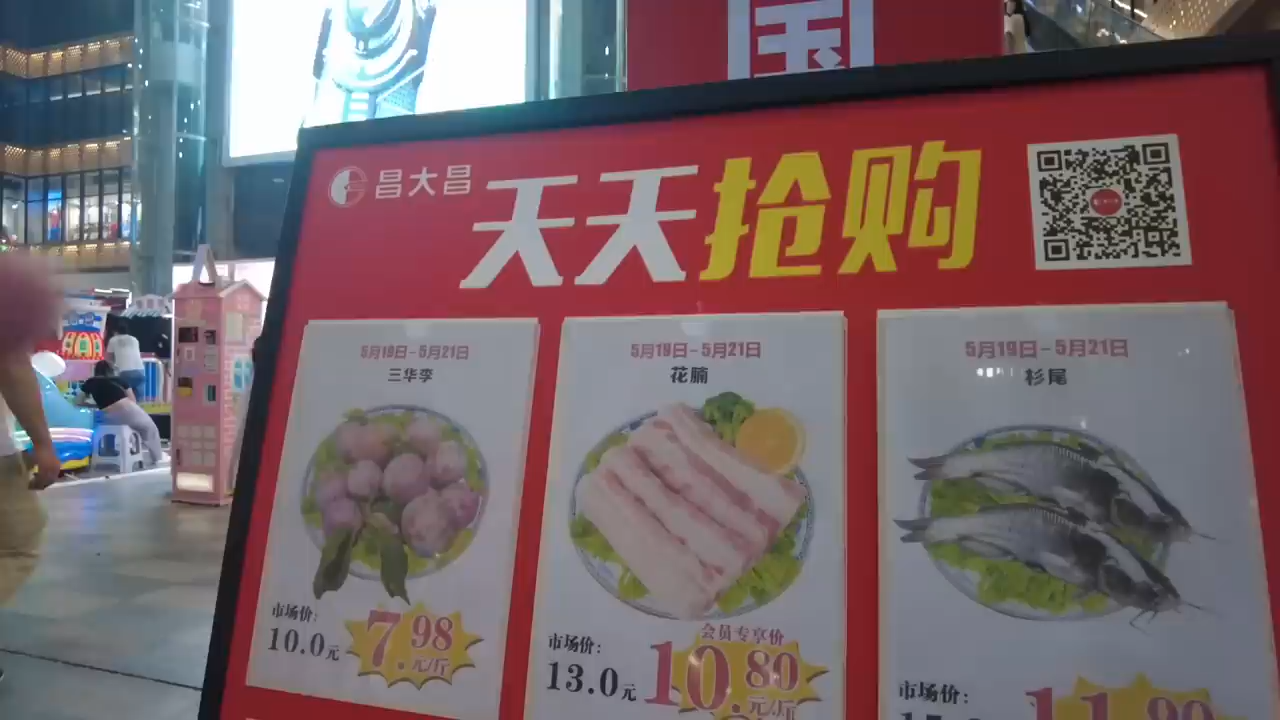 国
昌大昌
天天抢购
5月19日-5月21日
三华李
市场价:
10.0元
7.98
元/斤
5月19日-5月21日
花腩
市场价:
13.0元
会员专享价
10.80
元/斤
5月19日-5月21日
杉尾
市场价: